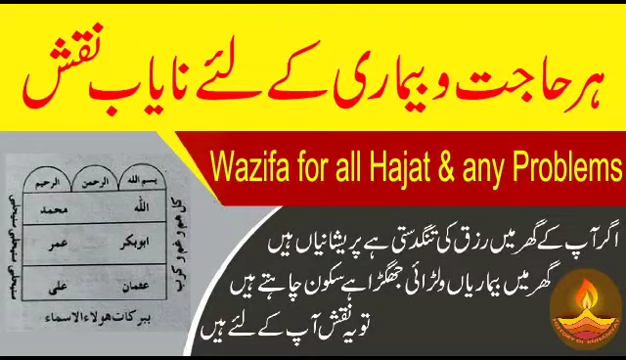 ہر حاجت و بیماری کے لئے نایاب نقش
Wazifa for all Hajat & any Problems
بسم اللہ الرحمن الرحیم
اللہ محمد
ابوبکر عمر
عثمان علی
ببرکات ھولاء الاسماء
اگر آپ کے گھر میں رزق کی تنگدستی ہے پریشانیاں ہیں
گھر میں بیماریاں و لڑائی جھگڑا ہے سکون چاہتے ہیں
تو یہ نقش آپ کے لئے ہیں